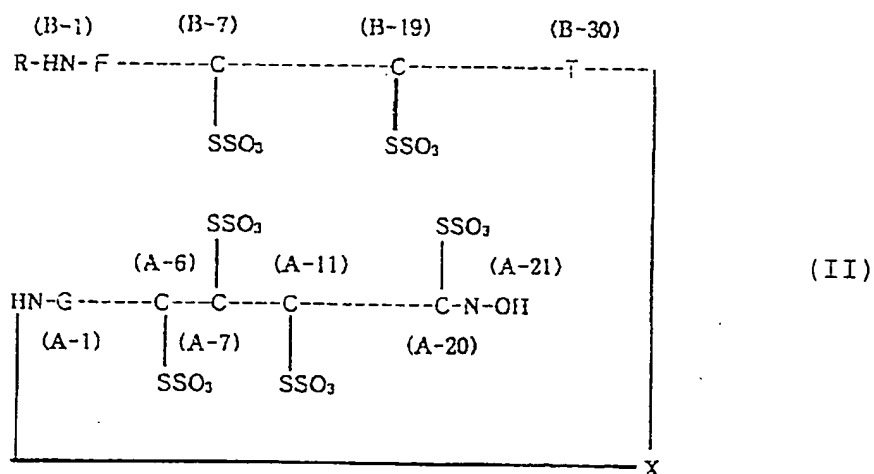 (B-1) (B-7) (B-19) (B-30)
R-HN-F C C T
SSO₃ SSO₃
SSO₃ SSO₃
(A-6) (A-11) (A-21)
(II)
HN-G C-C C C-N-OH
(A-1) (A-7) (A-20)
SSO₃ SSO₃
X